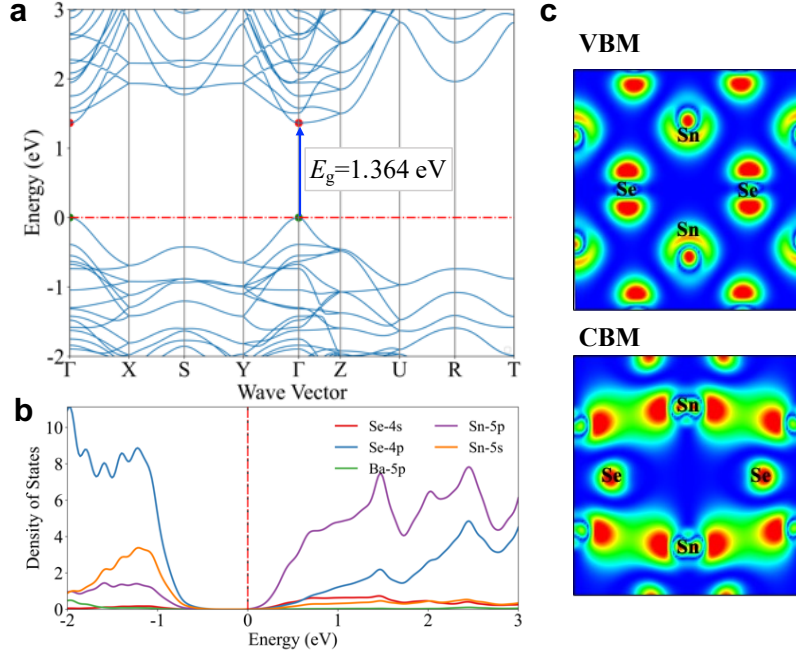 a
3
2
1
0
-1
-2
Energy (eV)
E_g=1.364 eV
Γ X S Y Γ Z U R T
Wave Vector
b
10
8
6
4
2
0
Density of States
Se-4s
Se-4p
Ba-5p
Sn-5p
Sn-5s
-2 -1 0 1 2 3
Energy (eV)
c
VBM
Sn
Se Se
Sn
CBM
Sn
Se Se
Sn